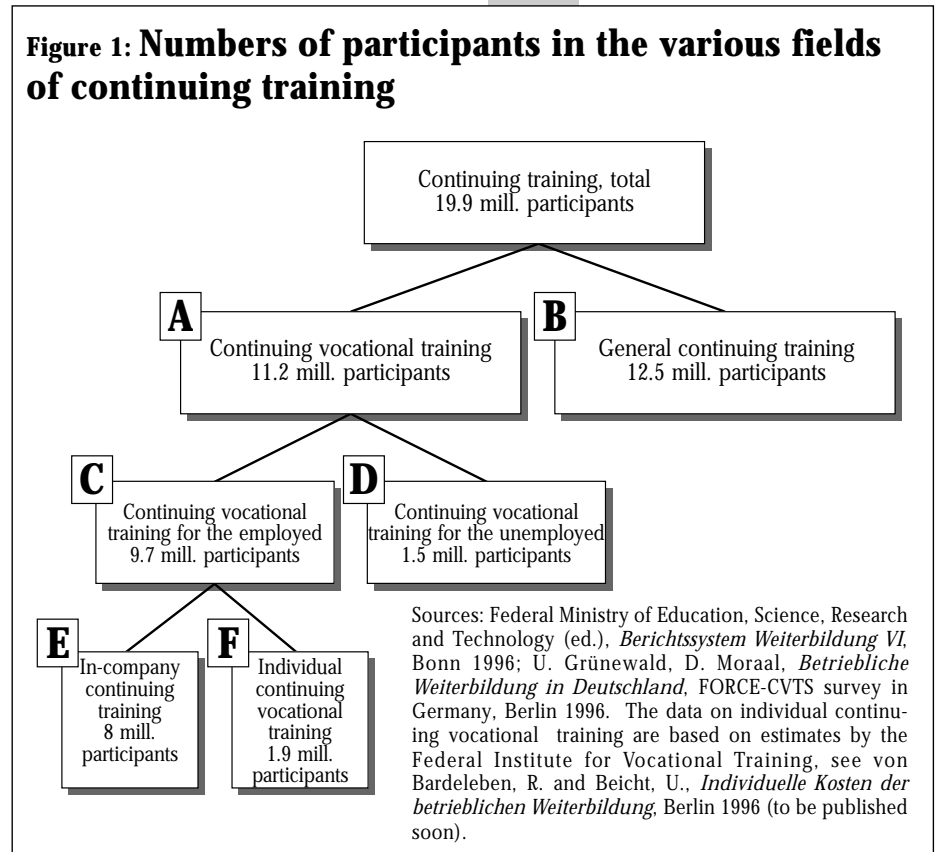 Figure 1: Numbers of participants in the various fields
of continuing training
Continuing training, total
19.9 mill. participants
A
Continuing vocational training
11.2 mill. participants
B
General continuing training
12.5 mill. participants
C
Continuing vocational
training for the employed
9.7 mill. participants
D
Continuing vocational
training for the unemployed
1.5 mill. participants
E
In-company
continuing
training
8 mill.
participants
F
Individual
continuing
vocational
training
1.9 mill.
participants
Sources: Federal Ministry of Education, Science, Research
and Technology (ed.), Berichtssystem Weiterbildung VI,
Bonn 1996; U. Grünewald, D. Moraal, Betriebliche
Weiterbildung in Deutschland, FORCE-CVTS survey in
Germany, Berlin 1996. The data on individual continu-
ing vocational training are based on estimates by the
Federal Institute for Vocational Training, see von
Bardeleben, R. and Beicht, U., Individuelle Kosten der
betrieblichen Weiterbildung, Berlin 1996 (to be published
soon).